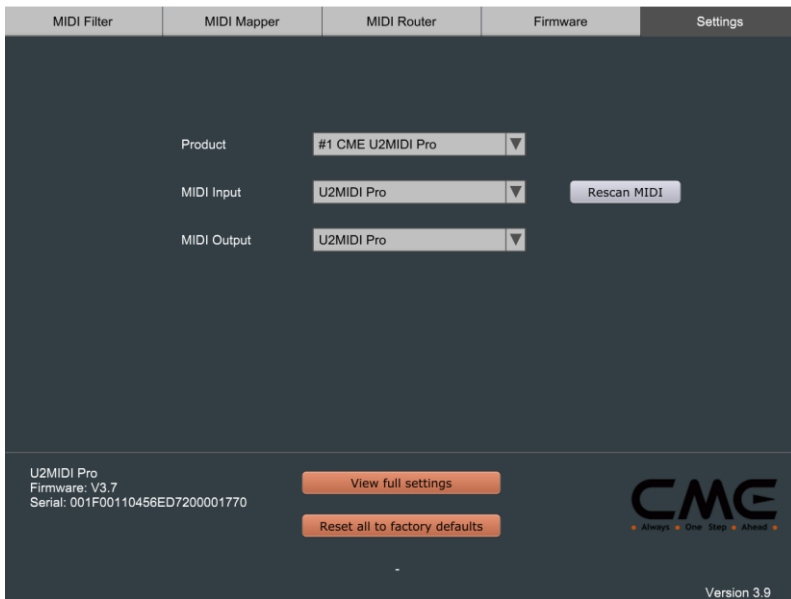 MIDI Filter MIDI Mapper MIDI Router Firmware Settings
Product #1 CME U2MIDI Pro
MIDI Input U2MIDI Pro Rescan MIDI
MIDI Output U2MIDI Pro
U2MIDI Pro
Firmware: V3.7
Serial: 001F00110456ED7200001770
View full settings
Reset all to factory defaults
-
CME
Always One Step Ahead
Version 3.9